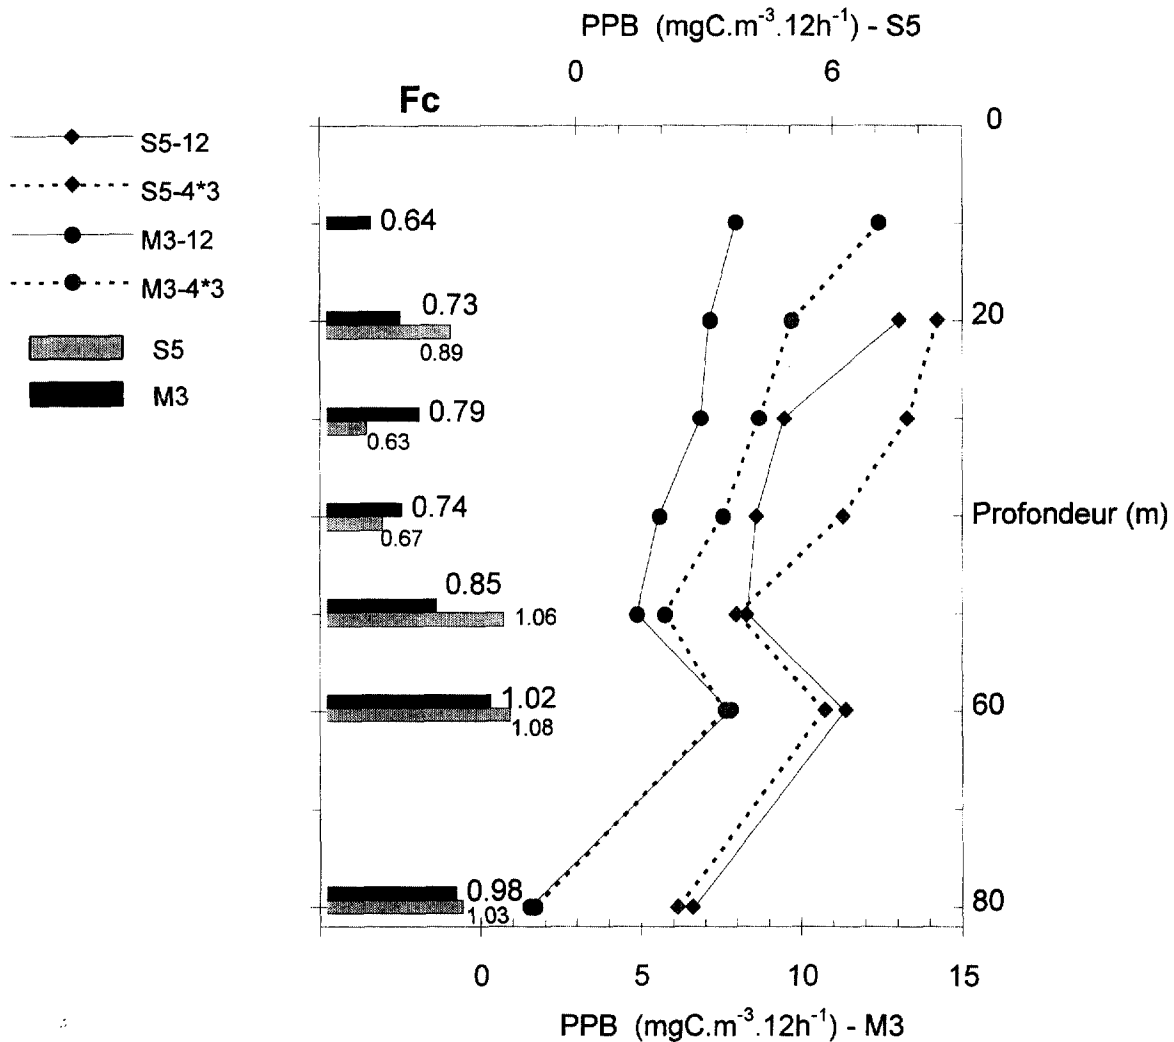 PPB (mgC.m⁻³.12h⁻¹) - S5
0 6
Fc
S5-12
S5-4*3
M3-12
M3-4*3
S5
M3
0
20
Profondeur (m)
60
80
0.64
0.73
0.89
0.79
0.63
0.74
0.67
0.85
1.06
1.02
1.08
0.98
1.03
0 5 10 15
PPB (mgC.m⁻³.12h⁻¹) - M3